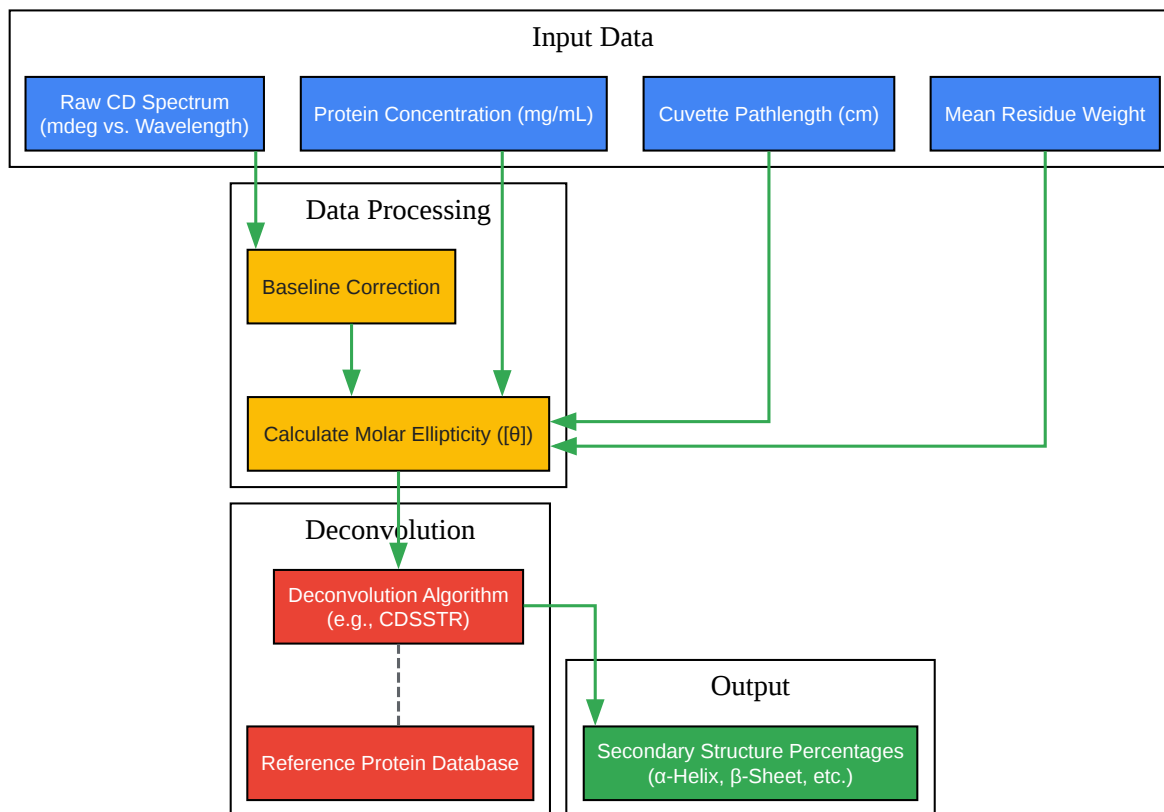 Input Data
Raw CD Spectrum
(mdeg vs. Wavelength)
Protein Concentration (mg/mL)
Cuvette Pathlength (cm)
Mean Residue Weight
Data Processing
Baseline Correction
Calculate Molar Ellipticity ([θ])
Deconvolution
Deconvolution Algorithm
(e.g., CDSSTR)
Reference Protein Database
Output
Secondary Structure Percentages
(α-Helix, β-Sheet, etc.)